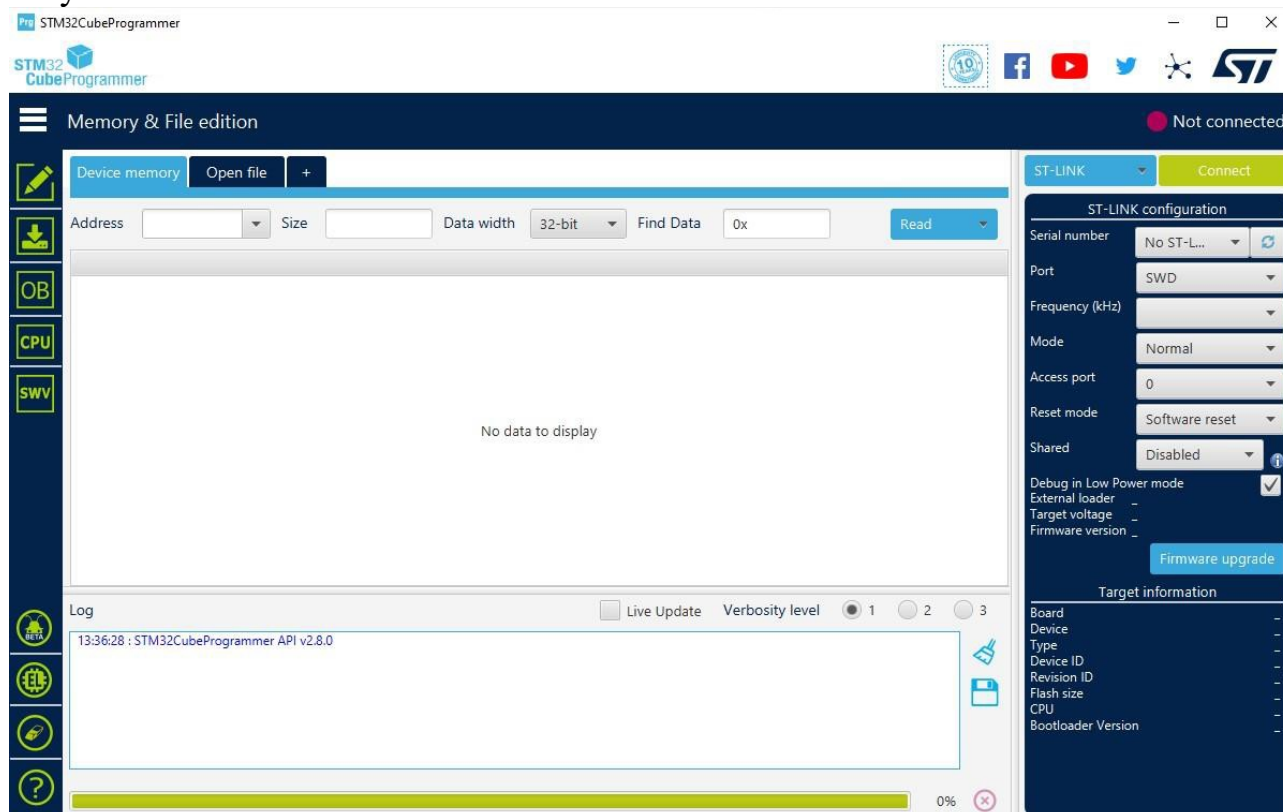 Prg STM32CubeProgrammer
STM32
CubeProgrammer
10
ST
Memory & File edition
Not connected
Device memory Open file +
ST-LINK Connect
Address Size Data width 32-bit Find Data 0x Read
ST-LINK configuration
Serial number No ST-L...
Port SWD
Frequency (kHz)
Mode Normal
Access port 0
Reset mode Software reset
Shared Disabled
Debug in Low Power mode
External loader _
Target voltage _
Firmware version _
Firmware upgrade
OB
CPU
SWV
No data to display
Target information
Board _
Device _
Type _
Device ID _
Revision ID _
Flash size _
CPU _
Bootloader Version _
Log Live Update Verbosity level 1 2 3
13:36:28 : STM32CubeProgrammer API v2.8.0
BETA
EL
?
0%